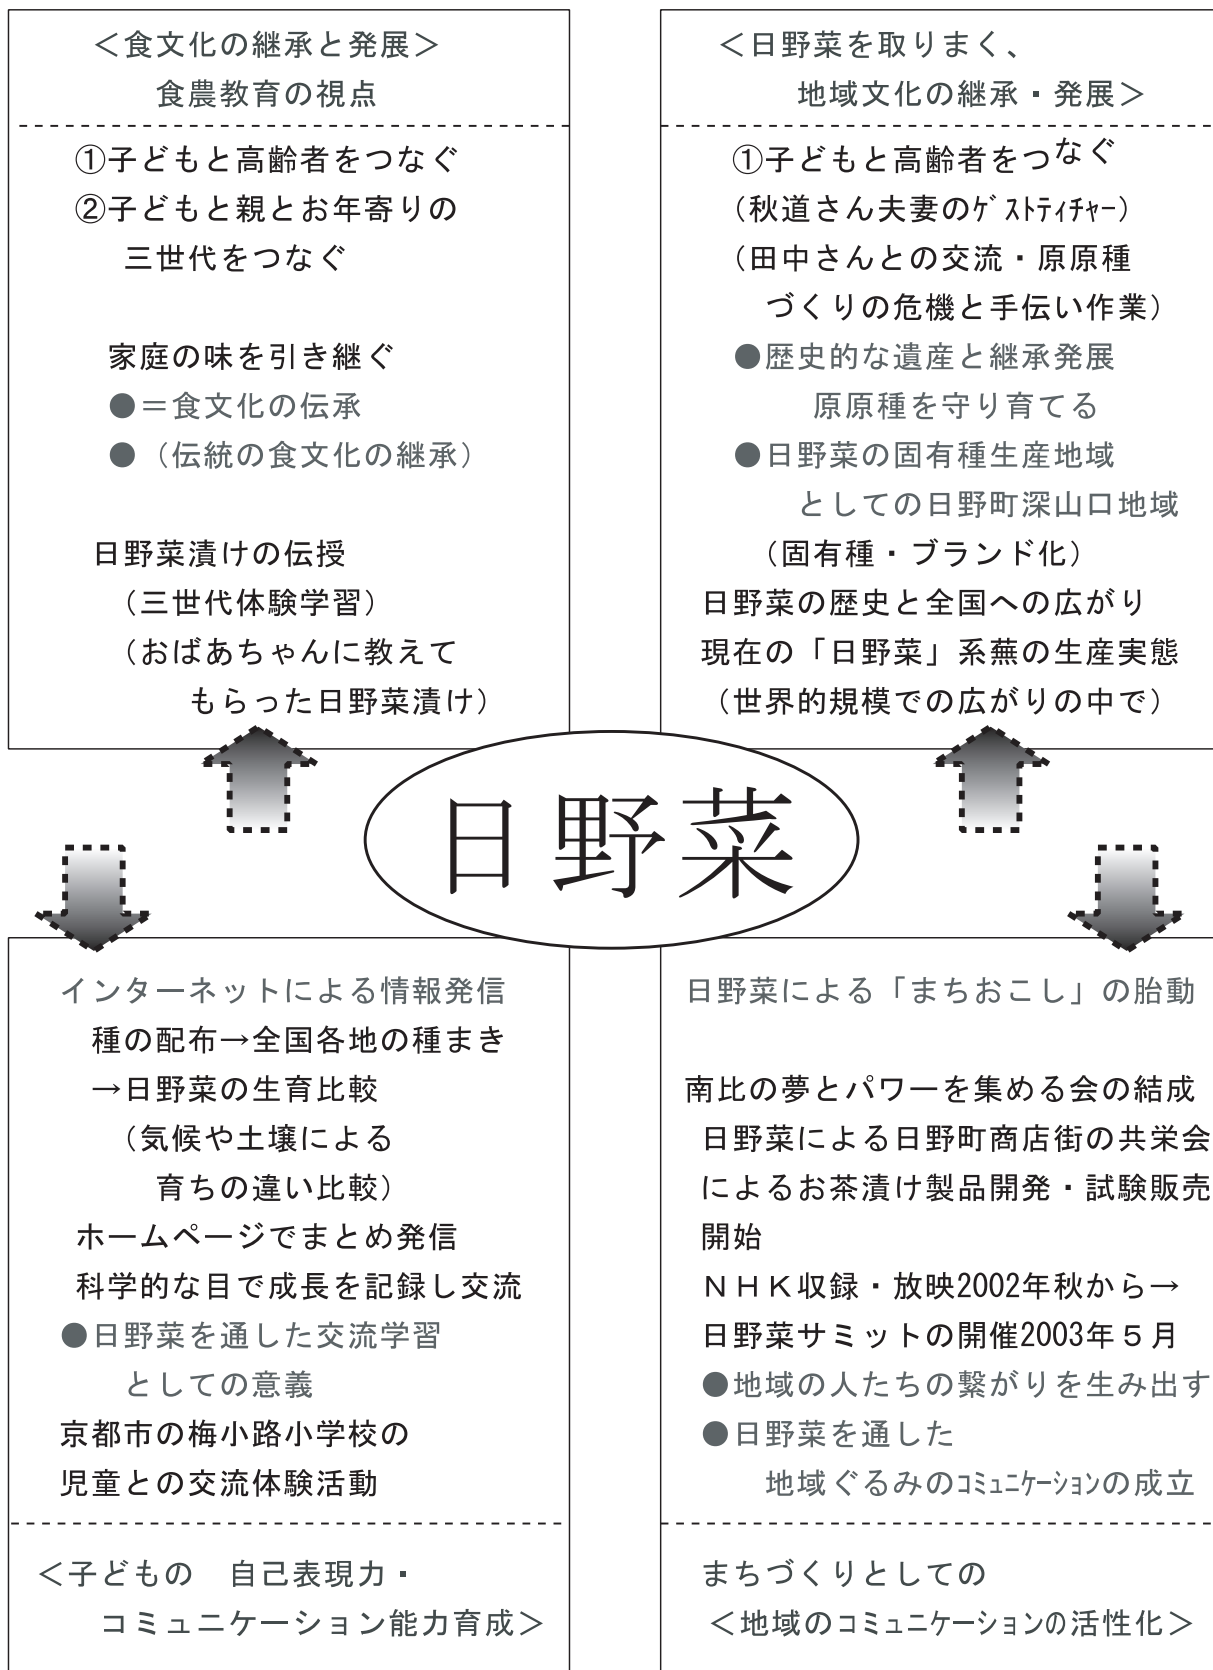 ＜食文化の継承と発展＞
食農教育の視点
①子どもと高齢者をつなぐ
②子どもと親とお年寄りの
三世代をつなぐ
家庭の味を引き継ぐ
●＝食文化の伝承
●（伝統の食文化の継承）
日野菜漬けの伝授
（三世代体験学習）
（おばあちゃんに教えて
もらった日野菜漬け）
＜日野菜を取りまく、
地域文化の継承・発展＞
①子どもと高齢者をつなぐ
（秋道さん夫妻のｹﾞｽﾄﾃｨﾁｬｰ）
（田中さんとの交流・原原種
づくりの危機と手伝い作業）
●歴史的な遺産と継承発展
原原種を守り育てる
●日野菜の固有種生産地域
としての日野町深山口地域
（固有種・ブランド化）
日野菜の歴史と全国への広がり
現在の「日野菜」系蕪の生産実態
（世界的規模での広がりの中で）
日野菜
インターネットによる情報発信
種の配布→全国各地の種まき
→日野菜の生育比較
（気候や土壌による
育ちの違い比較）
ホームページでまとめ発信
科学的な目で成長を記録し交流
●日野菜を通した交流学習
としての意義
京都市の梅小路小学校の
児童との交流体験活動
＜子どもの　自己表現力・
コミュニケーション能力育成＞
日野菜による「まちおこし」の胎動
南比の夢とパワーを集める会の結成
日野菜による日野町商店街の共栄会
によるお茶漬け製品開発・試験販売
開始
ＮＨＫ収録・放映2002年秋から→
日野菜サミットの開催2003年５月
●地域の人たちの繋がりを生み出す
●日野菜を通した
地域ぐるみのｺﾐｭﾆｹｰｼｮﾝの成立
まちづくりとしての
＜地域のコミュニケーションの活性化＞